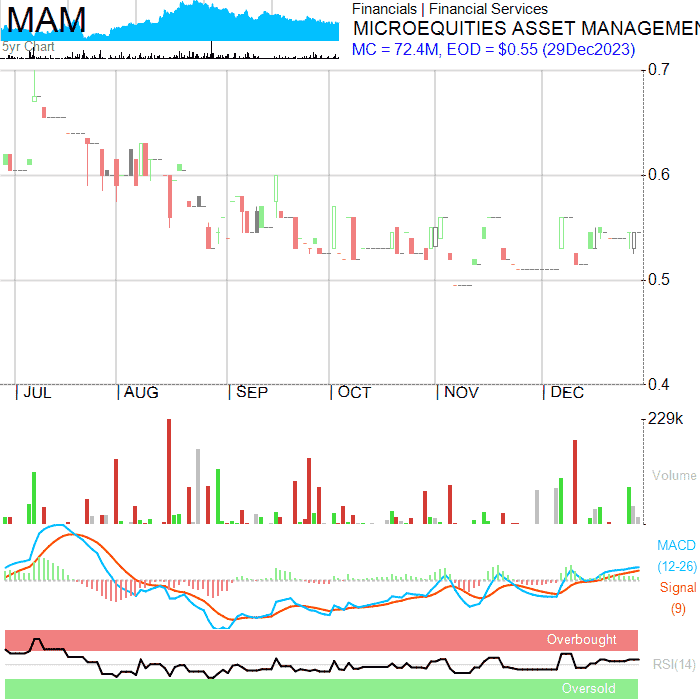 MAM
5yr Chart
Financials | Financial Services
MICROEQUITIES ASSET MANAGEMEN
MC = 72.4M, EOD = $0.55 (29Dec2023)
0.7
0.6
0.5
0.4
JUL AUG SEP OCT NOV DEC
229k
Volume
MACD
(12-26)
Signal
(9)
Overbought
RSI(14)
Oversold